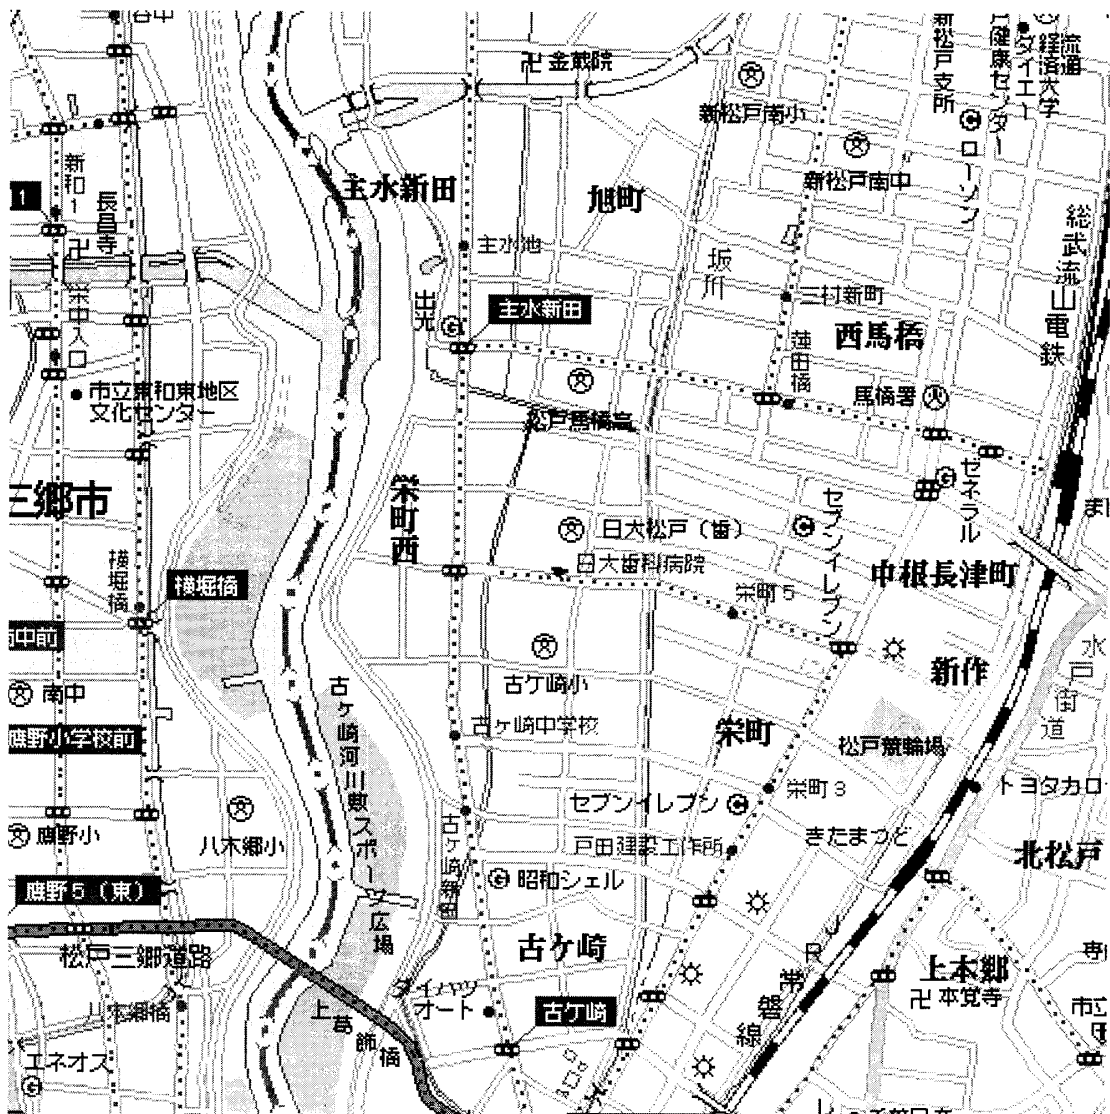 谷中
金蔵院
新松戸支所
戸健康センター
ダイエー
流通
経済大学
新松戸南小
ローソン
新松戸南中
新和1
1
長昌寺
主水新田
旭町
総武流山電鉄
主水池
坂川
三村新町
出光
主水新田
西馬橋
蓮田橋
栄中入口
市立東和東地区
文化センター
馬橋署
松戸馬橋高
ゼネラル
三郷市
栄町西
セブンイレブン
日大松戸（歯）
日大歯科病院
中根長津町
横堀橋
横堀橋
栄町5
南中前
水戸街道
新作
南中
古ケ崎小
古ケ崎中学校
栄町
鷹野小学校前
松戸競輪場
古ケ崎河川敷スポーツ広場
セブンイレブン
栄町3
トヨタカロ
鷹野小
八木郷小
戸田建設工作所
きたまつど
北松戸
古ケ崎新田
昭和シェル
鷹野5（東）
古ケ崎
松戸三郷道路
上本郷
本覚寺
JR常磐線
ダイハツ
オート
古ケ崎
八木郷橋
上葛飾橋
エネオス
市立